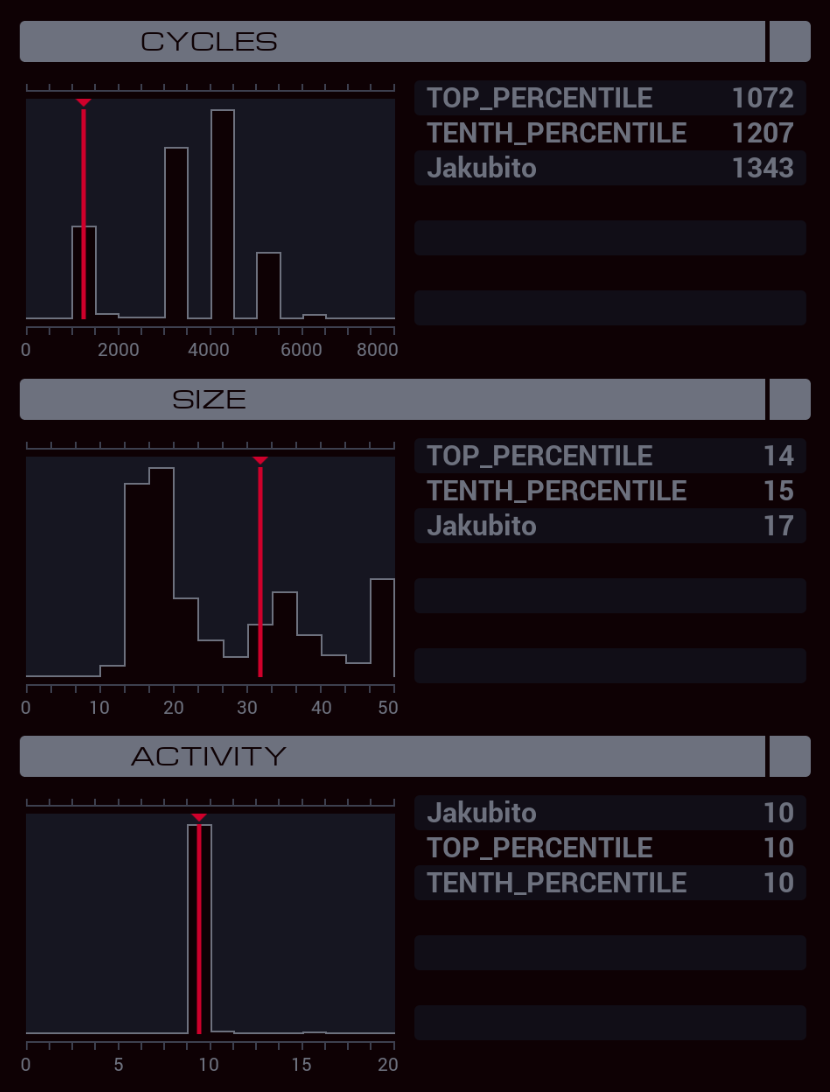 CYCLES
TOP_PERCENTILE 1072
TENTH_PERCENTILE 1207
Jakubito 1343
0 2000 4000 6000 8000
SIZE
TOP_PERCENTILE 14
TENTH_PERCENTILE 15
Jakubito 17
0 10 20 30 40 50
ACTIVITY
Jakubito 10
TOP_PERCENTILE 10
TENTH_PERCENTILE 10
0 5 10 15 20